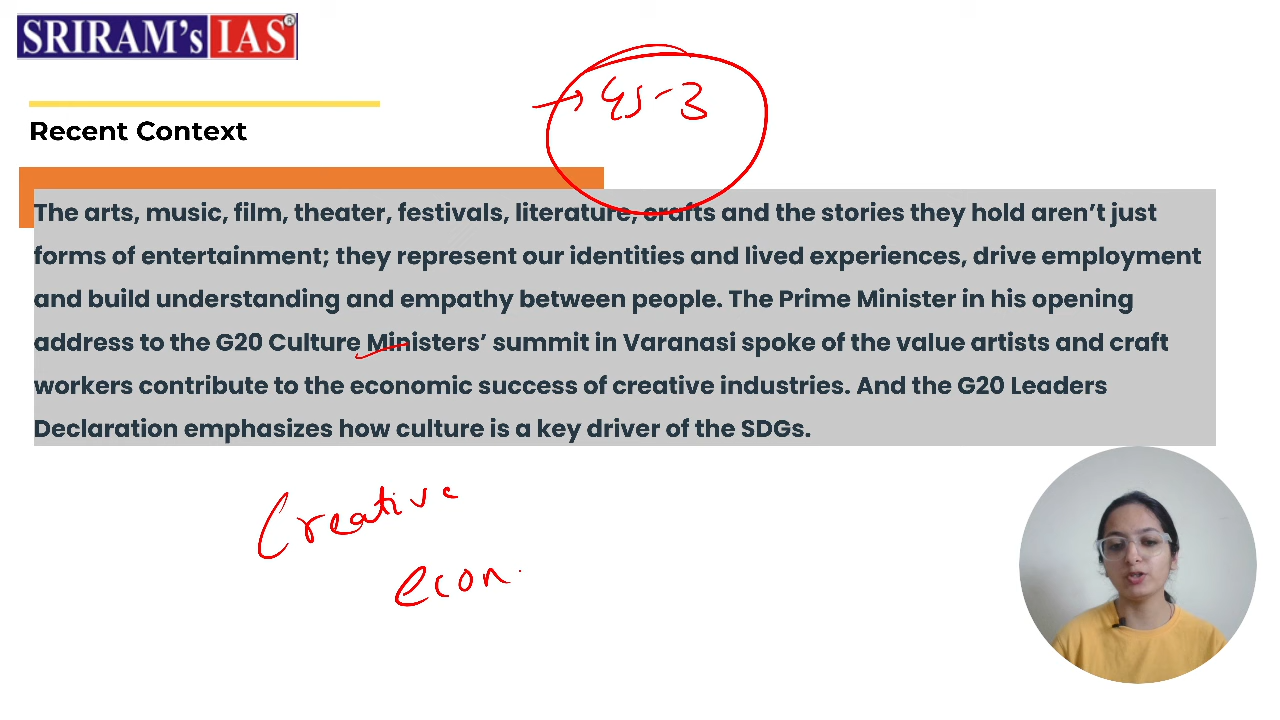 SRIRAM's IAS®
→ GS-3
Recent Context
The arts, music, film, theater, festivals, literature, crafts and the stories they hold aren’t just
forms of entertainment; they represent our identities and lived experiences, drive employment
and build understanding and empathy between people. The Prime Minister in his opening
address to the G20 Culture Ministers’ summit in Varanasi spoke of the value artists and craft
workers contribute to the economic success of creative industries. And the G20 Leaders
Declaration emphasizes how culture is a key driver of the SDGs.
Creative
econ.